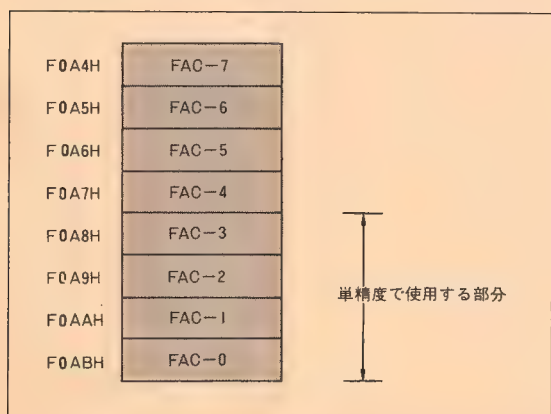 F0A4H FAC-7
F0A5H FAC-6
F0A6H FAC-5
F0A7H FAC-4
F0A8H FAC-3
F0A9H FAC-2
単精度で使用する部分
F0AAH FAC-1
F0ABH FAC-0